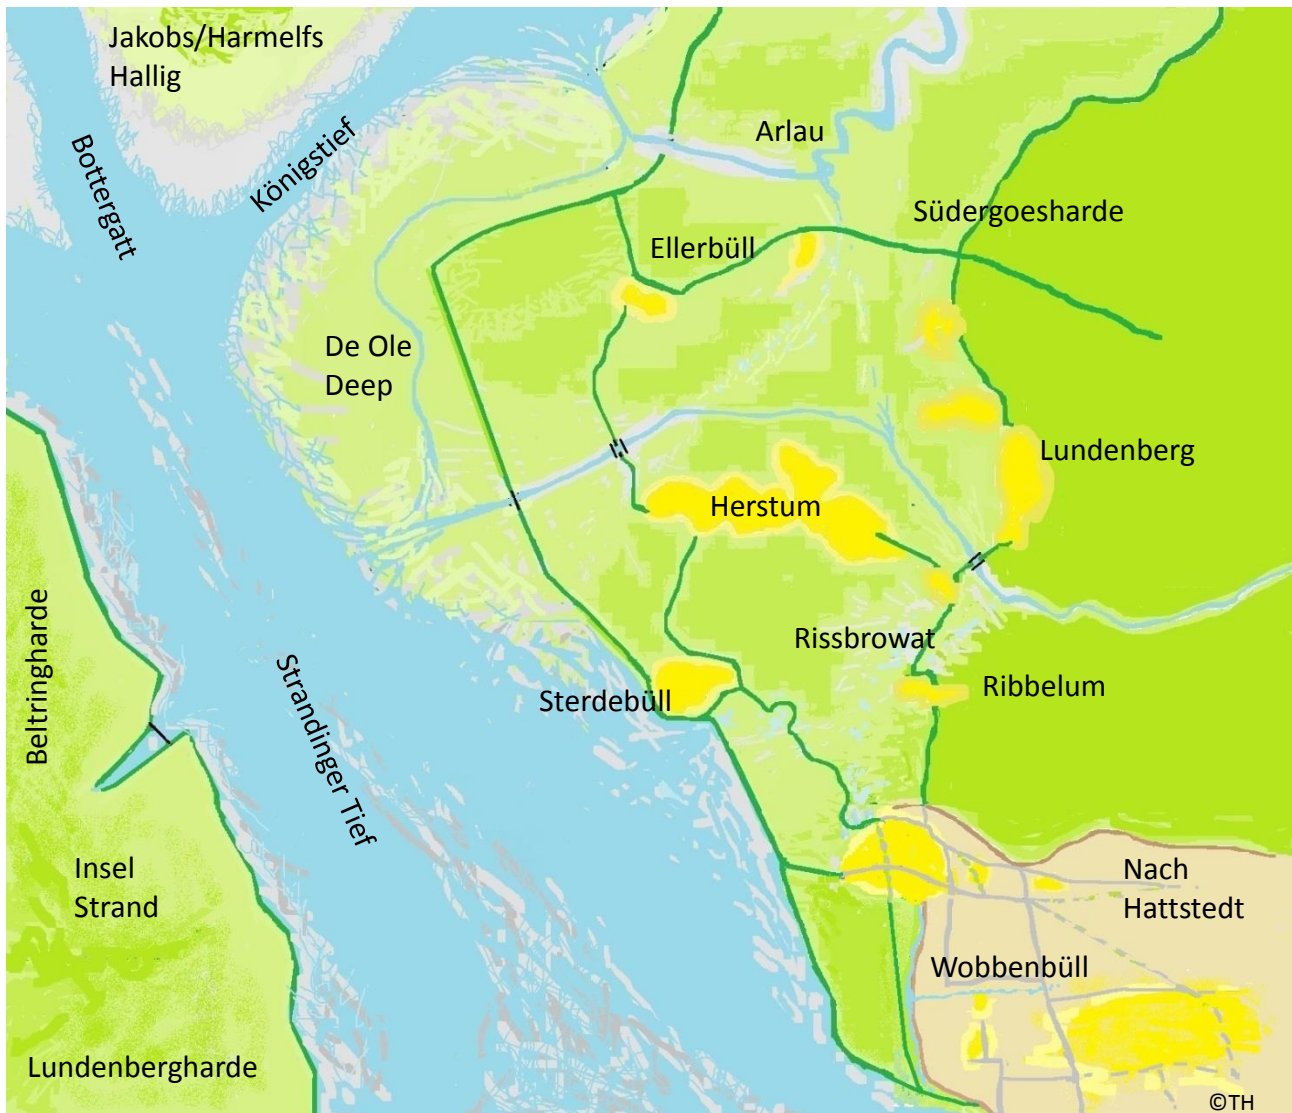 Jakobs/Harmelfs
Hallig
Bottergatt
Königstief
Arlau
Südergoesharde
Ellerbüll
De Ole
Deep
Lundenberg
Herstum
Beltringharde
Rissbrowat
Ribbelum
Sterdebüll
Strandinger Tief
Insel
Strand
Nach
Hattstedt
Wobbenbüll
Lundenbergharde
©TH